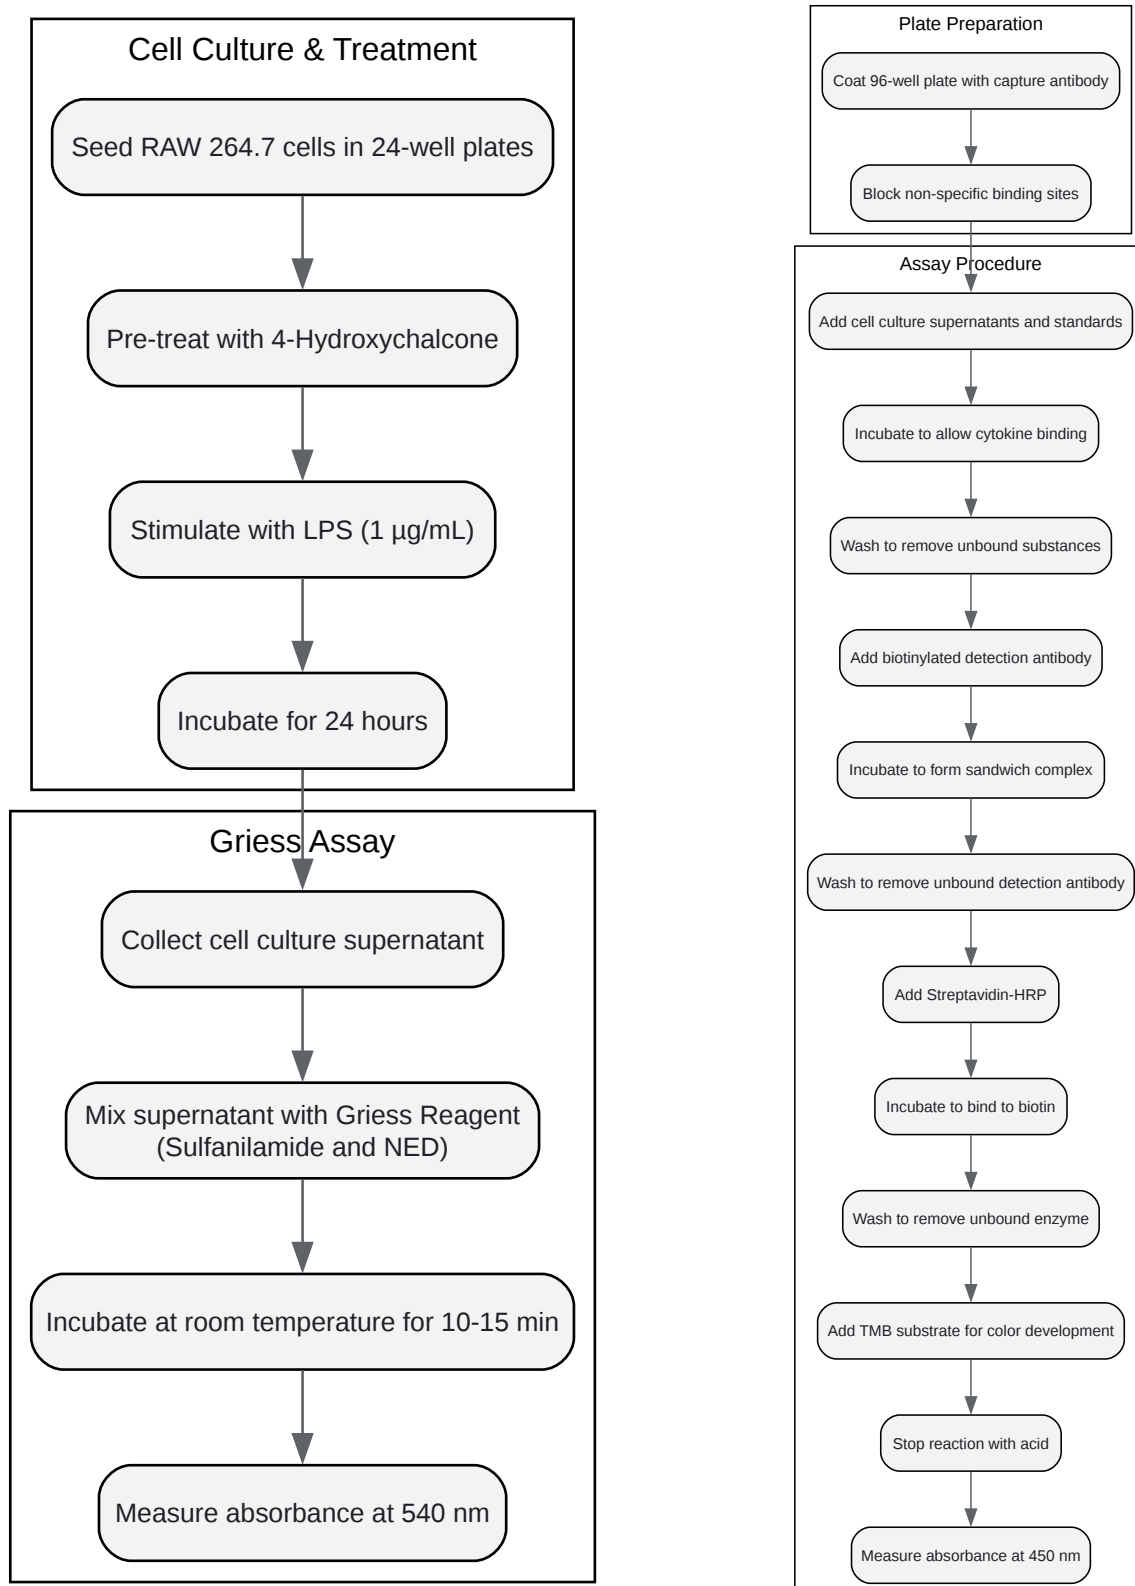 Cell Culture & Treatment
Seed RAW 264.7 cells in 24-well plates
Pre-treat with 4-Hydroxychalcone
Stimulate with LPS (1 µg/mL)
Incubate for 24 hours
Griess Assay
Collect cell culture supernatant
Mix supernatant with Griess Reagent
(Sulfanilamide and NED)
Incubate at room temperature for 10-15 min
Measure absorbance at 540 nm
Plate Preparation
Coat 96-well plate with capture antibody
Block non-specific binding sites
Assay Procedure
Add cell culture supernatants and standards
Incubate to allow cytokine binding
Wash to remove unbound substances
Add biotinylated detection antibody
Incubate to form sandwich complex
Wash to remove unbound detection antibody
Add Streptavidin-HRP
Incubate to bind to biotin
Wash to remove unbound enzyme
Add TMB substrate for color development
Stop reaction with acid
Measure absorbance at 450 nm